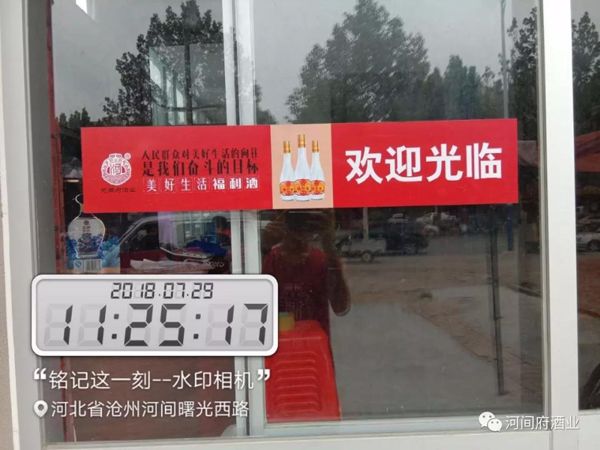 人民群众对美好生活的向往
是我们奋斗的目标
美好生活福利酒
欢迎光临
2018.07.29
11:25:17
“铭记这一刻--水印相机”
河北省沧州河间曙光西路
河间府酒业